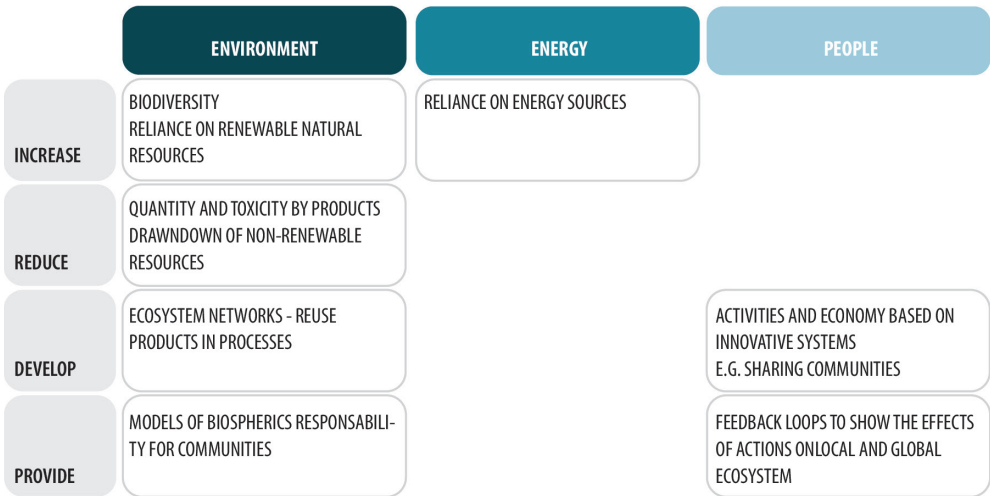 ENVIRONMENT
ENERGY
PEOPLE
INCREASE
BIODIVERSITY
RELIANCE ON RENEWABLE NATURAL
RESOURCES
RELIANCE ON ENERGY SOURCES
REDUCE
QUANTITY AND TOXICITY BY PRODUCTS
DRAWNDOWN OF NON-RENEWABLE
RESOURCES
DEVELOP
ECOSYSTEM NETWORKS - REUSE
PRODUCTS IN PROCESSES
ACTIVITIES AND ECONOMY BASED ON
INNOVATIVE SYSTEMS
E.G. SHARING COMMUNITIES
PROVIDE
MODELS OF BIOSPHERICS RESPONSABILI-
TY FOR COMMUNITIES
FEEDBACK LOOPS TO SHOW THE EFFECTS
OF ACTIONS ONLOCAL AND GLOBAL
ECOSYSTEM